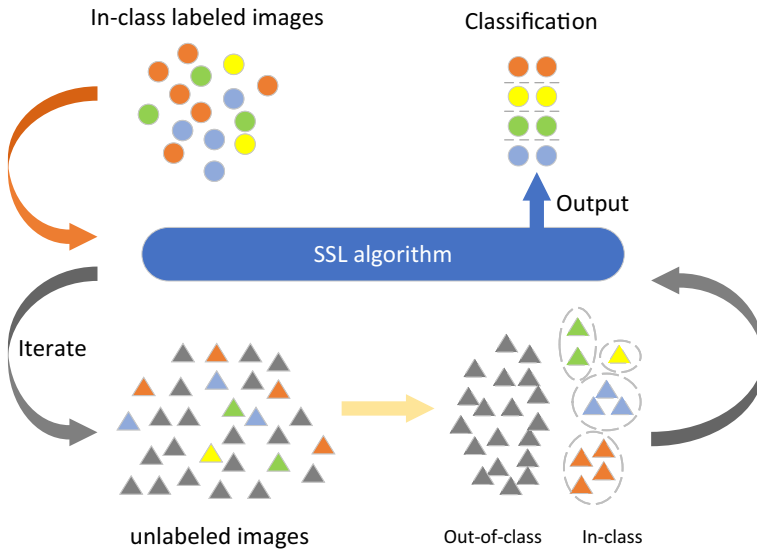 In-class labeled images
Classification
Output
SSL algorithm
Iterate
unlabeled images
Out-of-class
In-class